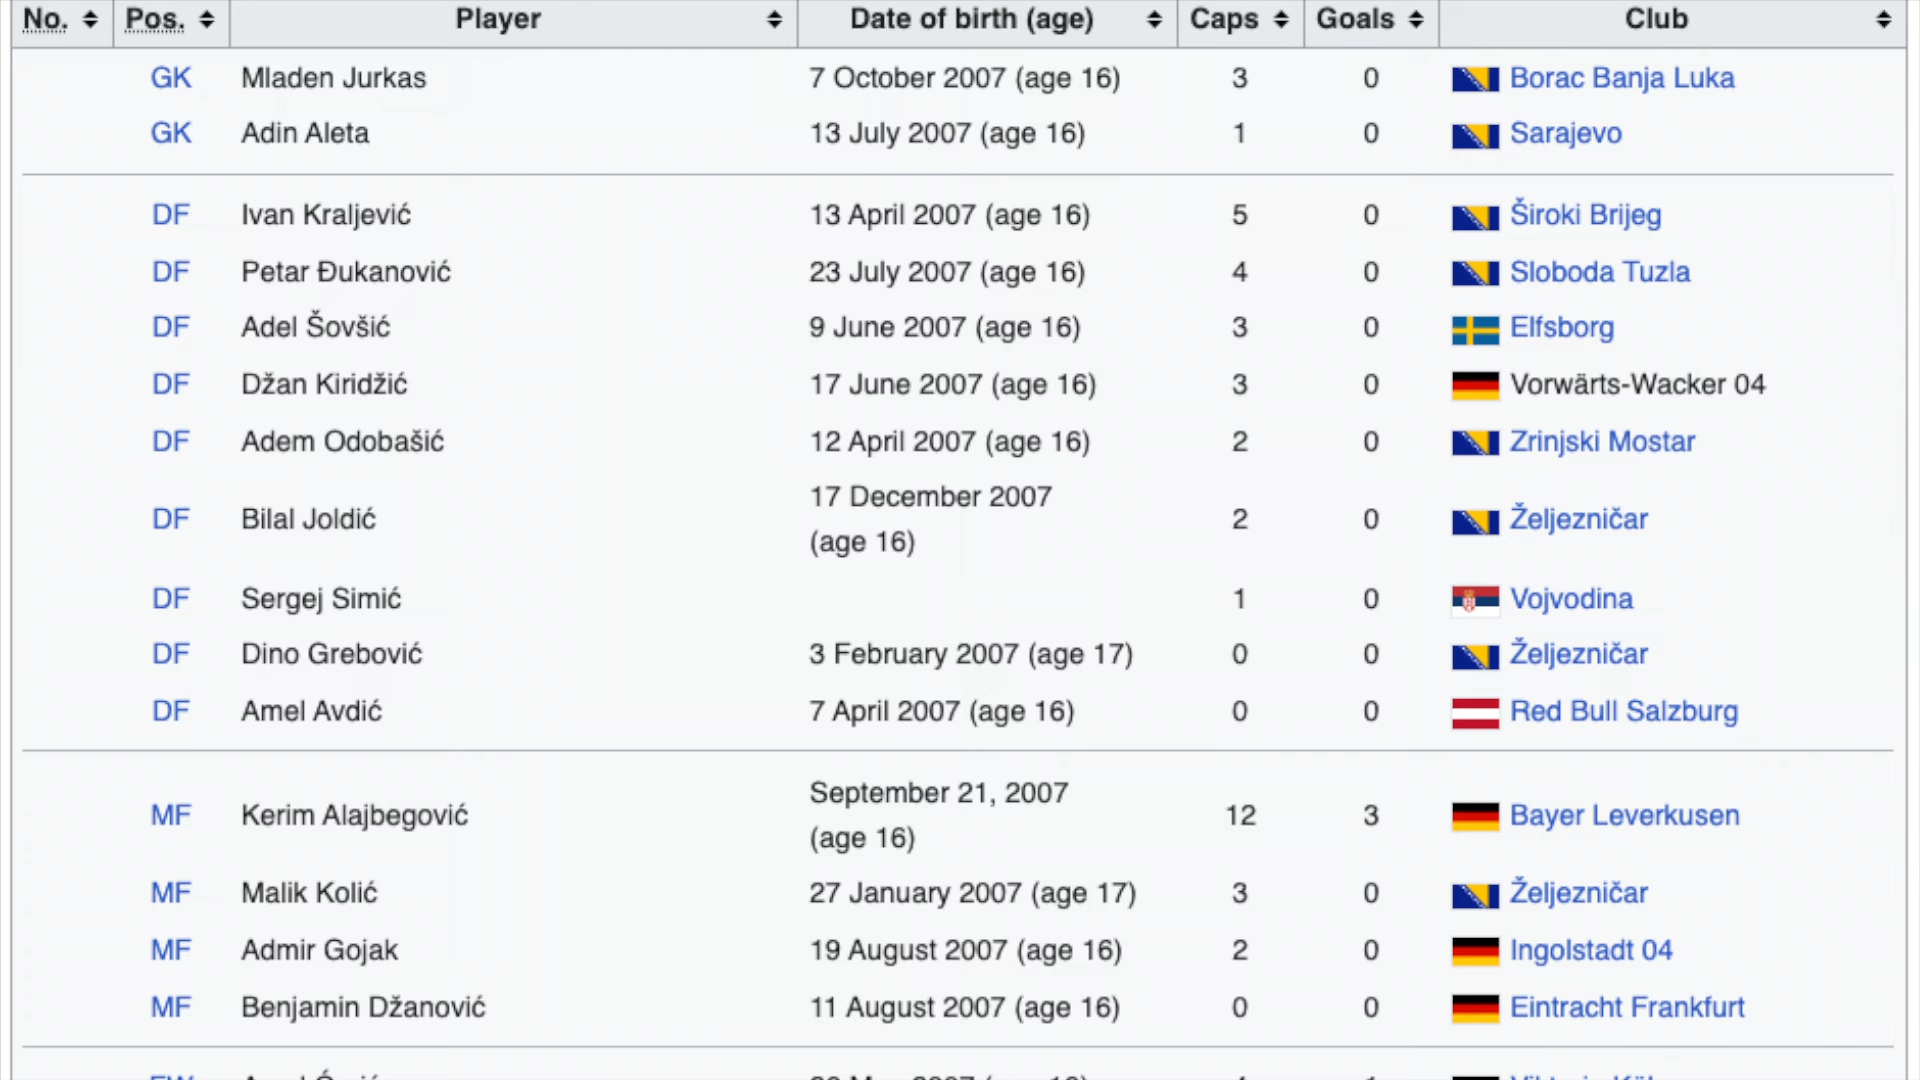 No. Pos. Player Date of birth (age) Caps Goals Club
GK Mladen Jurkas 7 October 2007 (age 16) 3 0 Borac Banja Luka
GK Adin Aleta 13 July 2007 (age 16) 1 0 Sarajevo
DF Ivan Kraljević 13 April 2007 (age 16) 5 0 Široki Brijeg
DF Petar Đukanović 23 July 2007 (age 16) 4 0 Sloboda Tuzla
DF Adel Šovšić 9 June 2007 (age 16) 3 0 Elfsborg
DF Džan Kiridžić 17 June 2007 (age 16) 3 0 Vorwärts-Wacker 04
DF Adem Odobašić 12 April 2007 (age 16) 2 0 Zrinjski Mostar
DF Bilal Joldić 17 December 2007 (age 16) 2 0 Željezničar
DF Sergej Simić 1 0 Vojvodina
DF Dino Grebović 3 February 2007 (age 17) 0 0 Željezničar
DF Amel Avdić 7 April 2007 (age 16) 0 0 Red Bull Salzburg
MF Kerim Alajbegović September 21, 2007 (age 16) 12 3 Bayer Leverkusen
MF Malik Kolić 27 January 2007 (age 17) 3 0 Željezničar
MF Admir Gojak 19 August 2007 (age 16) 2 0 Ingolstadt 04
MF Benjamin Džanović 11 August 2007 (age 16) 0 0 Eintracht Frankfurt